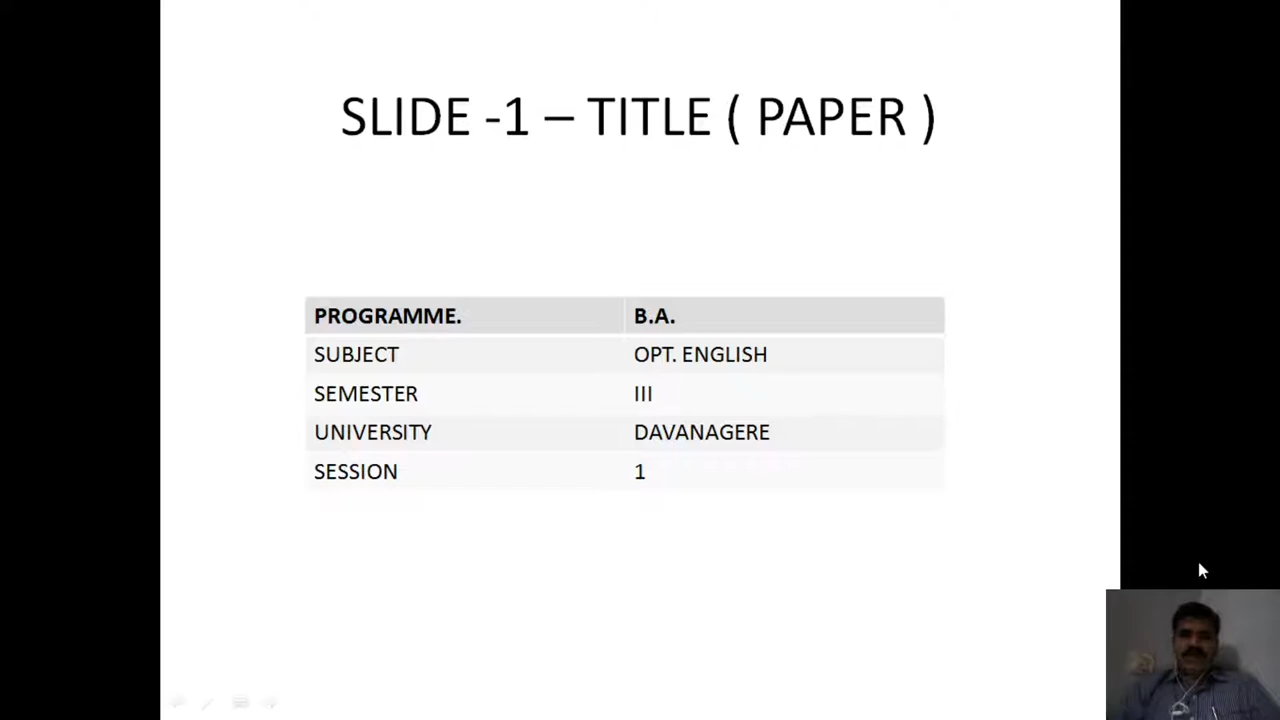 SLIDE -1 – TITLE ( PAPER )
PROGRAMME. B.A.
SUBJECT OPT. ENGLISH
SEMESTER III
UNIVERSITY DAVANAGERE
SESSION 1